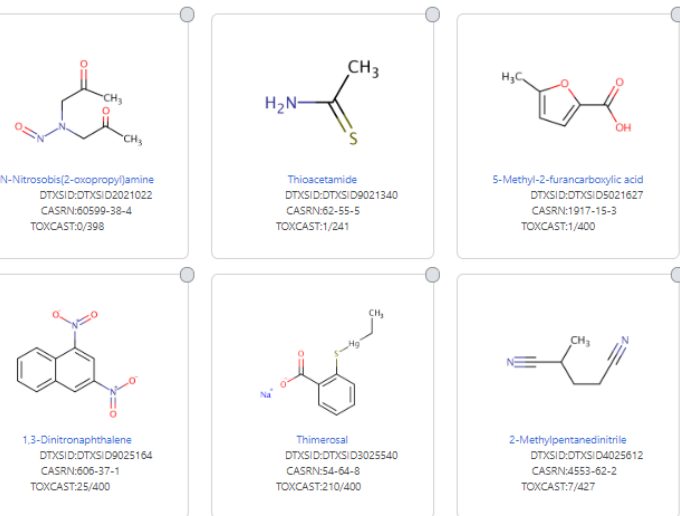 O
CH₃
O
O
N
N
CH₃
N-Nitrosobis(2-oxopropyl)amine
DTXSID:DTXSID2021022
CASRN:60599-38-4
TOXCAST:0/398
CH₃
H₂N
S
Thioacetamide
DTXSID:DTXSID9021340
CASRN:62-55-5
TOXCAST:1/241
H₃C
O
O
OH
5-Methyl-2-furancarboxylic acid
DTXSID:DTXSID5021627
CASRN:1917-15-3
TOXCAST:1/400
O⁻
O
N⁺
O⁻
N⁺
O
1,3-Dinitronaphthalene
DTXSID:DTXSID9025164
CASRN:606-37-1
TOXCAST:25/400
CH₃
Hg
S
O
O⁻
Na⁺
Thimerosal
DTXSID:DTXSID3025540
CASRN:54-64-8
TOXCAST:210/400
CH₃
N
N
2-Methylpentanedinitrile
DTXSID:DTXSID4025612
CASRN:4553-62-2
TOXCAST:7/427